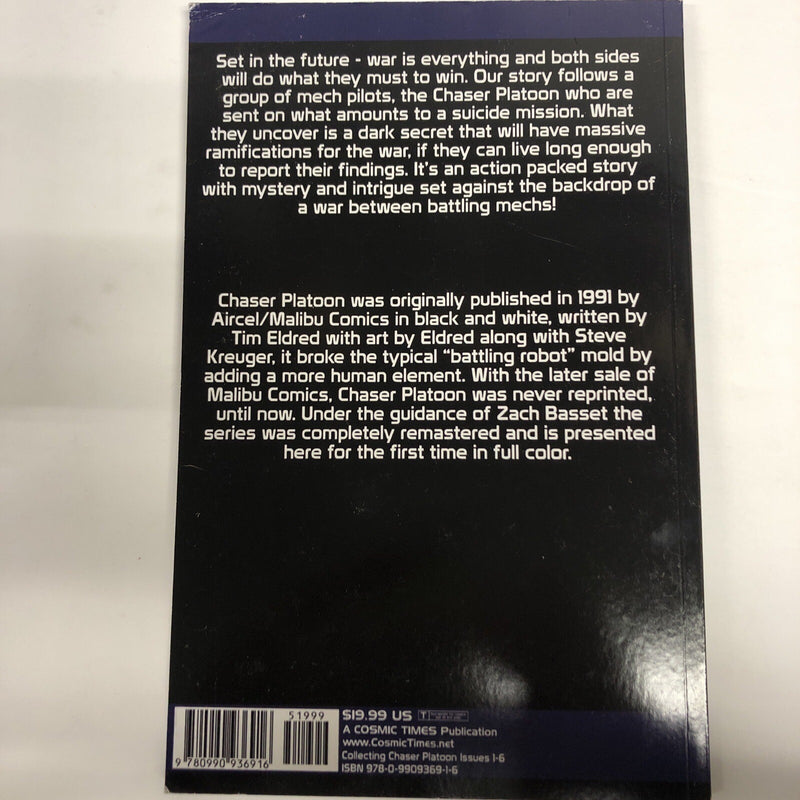 Set in the future - war is everything and both sides
will do what they must to win. Our story follows a
group of mech pilots, the Chaser Platoon who are
sent on what amounts to a suicide mission. What
they uncover is a dark secret that will have massive
ramifications for the war, if they can live long enough
to report their findings. It's an action packed story
with mystery and intrigue set against the backdrop of
a war between battling mechs!
Chaser Platoon was originally published in 1991 by
Aircel/Malibu Comics in black and white, written by
Tim Eldred with art by Eldred along with Steve
Kreuger, it broke the typical “battling robot” mold by
adding a more human element. With the later sale of
Malibu Comics, Chaser Platoon was never reprinted,
until now. Under the guidance of Zach Basset the
series was completely remastered and is presented
here for the first time in full color.
51999
9 780990 936916
$19.99 US T
A COSMIC TIMES Publication
www.CosmicTimes.net
Collecting Chaser Platoon Issues 1-6
ISBN 978-0-9909369-1-6